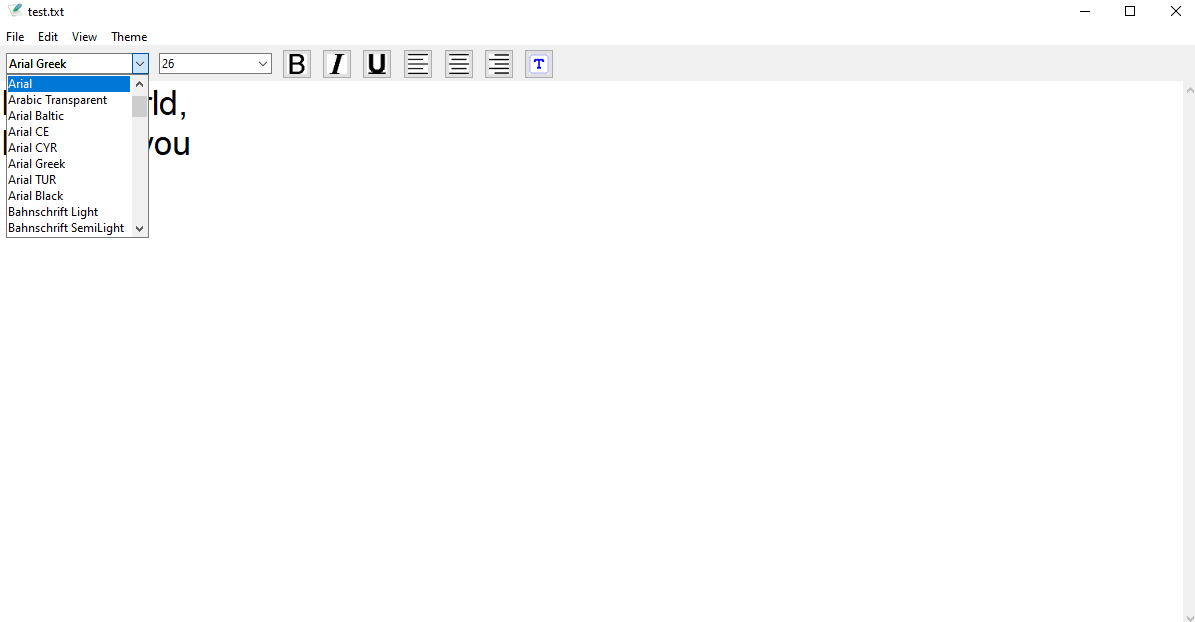 test.txt
File Edit View Theme
Arial Greek 26 B I U T
Arial
Arabic Transparent
Arial Baltic
Arial CE
Arial CYR
Arial Greek
Arial TUR
Arial Black
Bahnschrift Light
Bahnschrift SemiLight
rld,
you